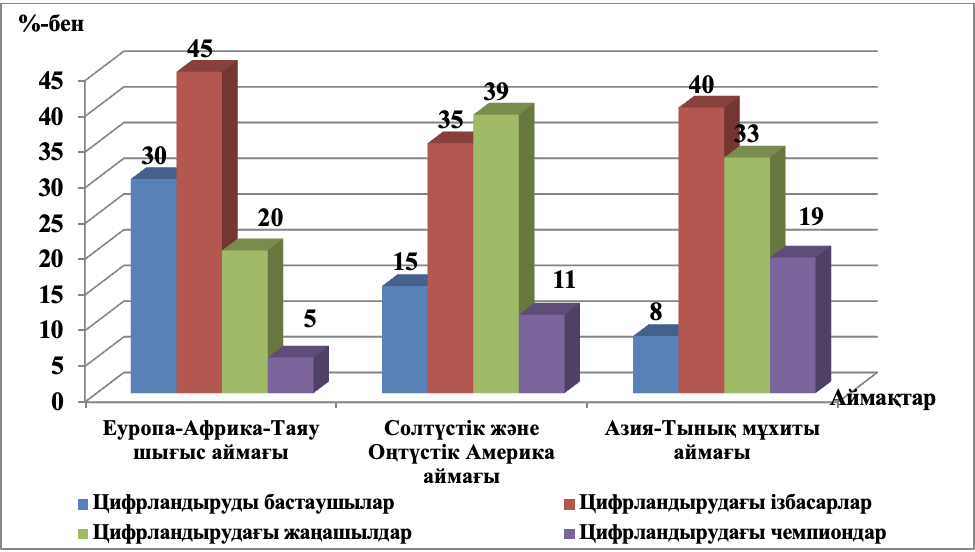 %-бен
45
40
35
30
25
20
15
10
5
0
30
45
20
5
15
35
39
11
8
40
33
19
Аймақтар
Еуропа-Африка-Таяу
шығыс аймағы
Солтүстік және
Оңтүстік Америка
аймағы
Азия-Тынық мұхиты
аймағы
Цифрландыруды бастаушылар
Цифрландырудағы ізбасарлар
Цифрландырудағы жаңашылдар
Цифрландырудағы чемпиондар